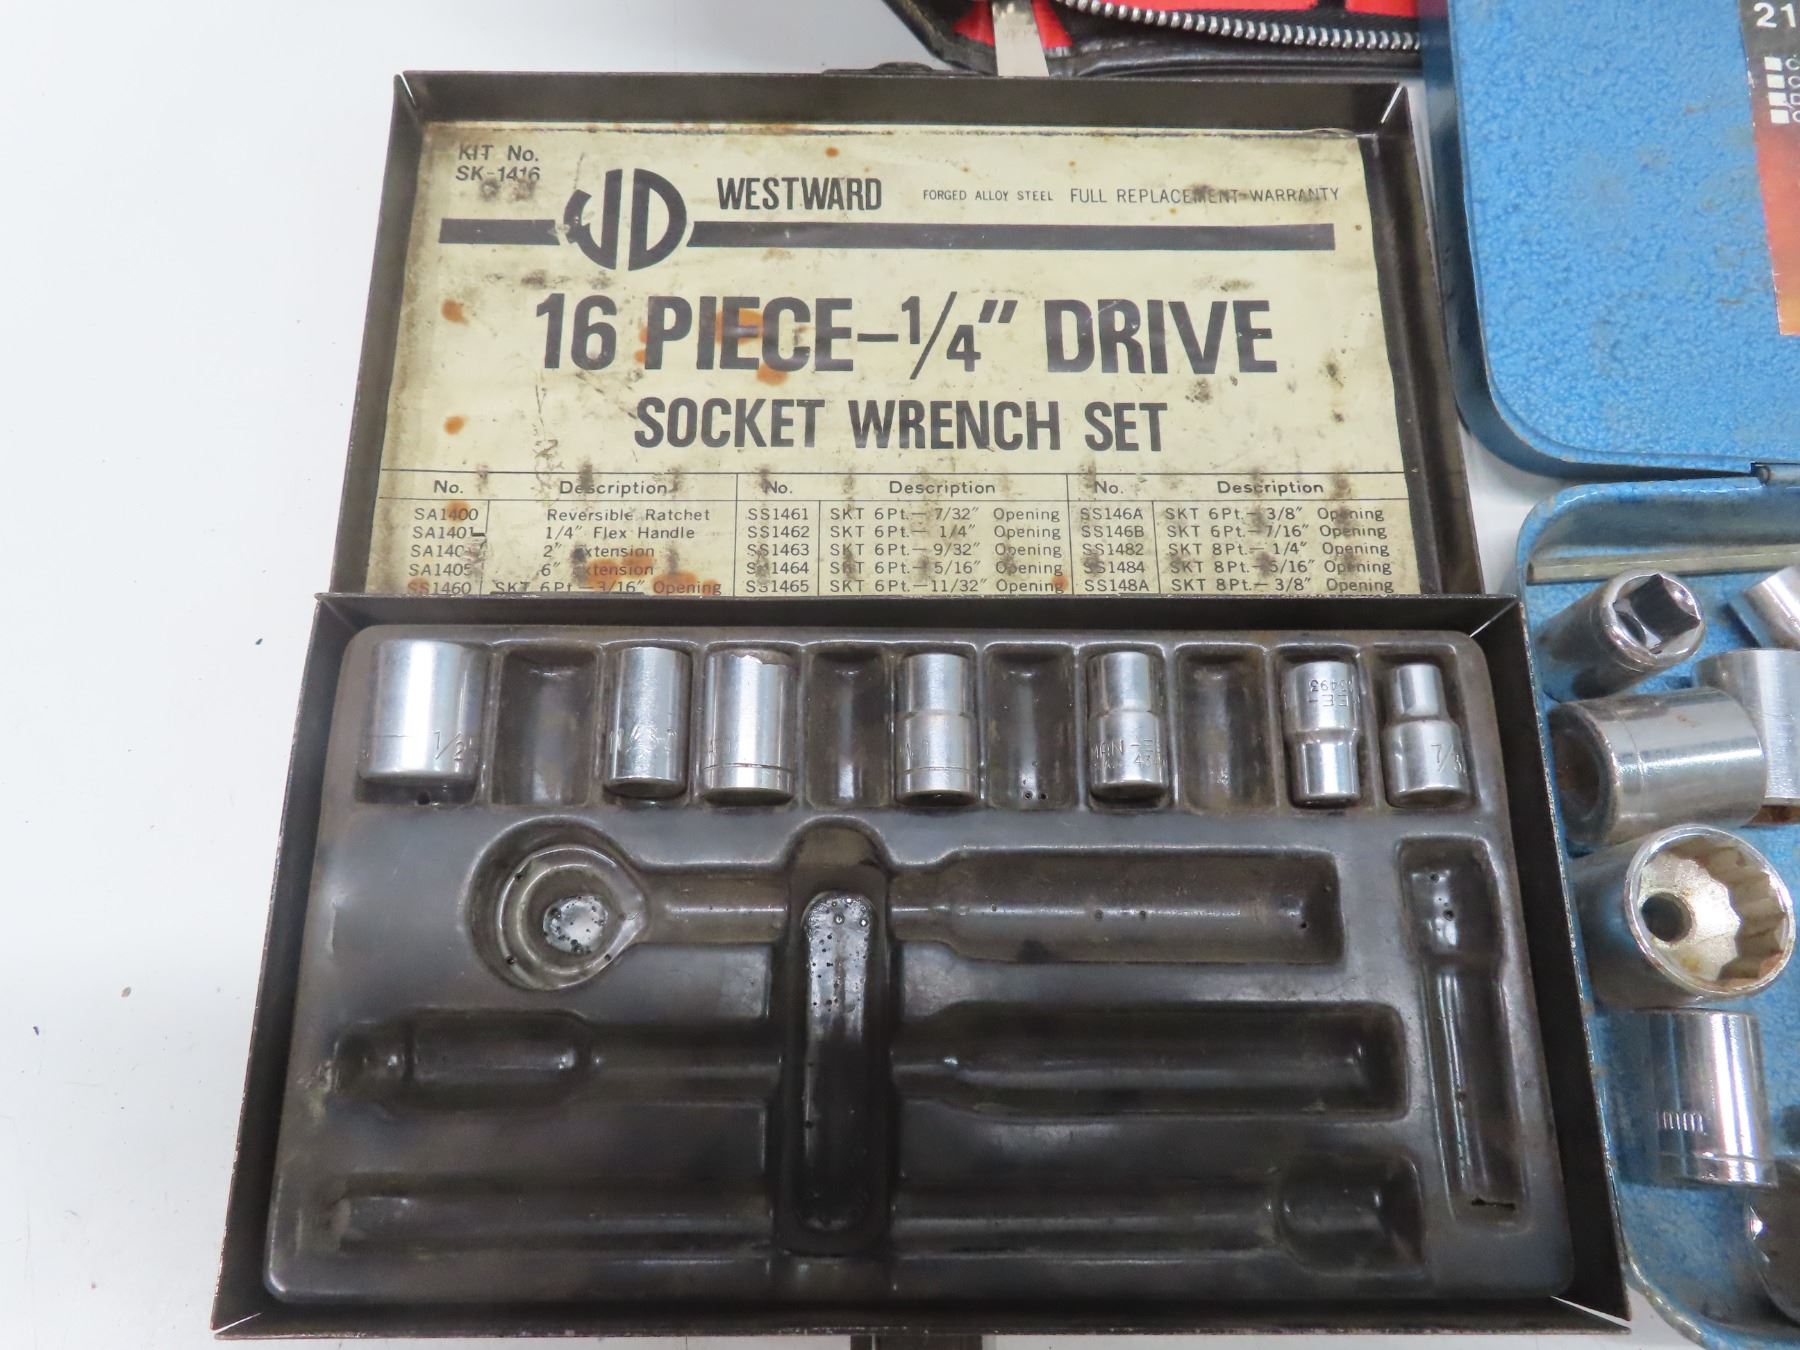 KIT No.
SK-1416
WESTWARD FORGED ALLOY STEEL FULL REPLACEMENT WARRANTY
16 PIECE-1/4" DRIVE
SOCKET WRENCH SET
No. Description No. Description No. Description
SA1400 Reversible Ratchet SS1461 SKT 6Pt.— 7/32" Opening SS146A SKT 6Pt.— 3/8" Opening
SA1401 1/4" Flex Handle SS1462 SKT 6Pt.— 1/4" Opening SS146B SKT 6Pt.— 7/16" Opening
2" Extension SS1463 SKT 6Pt.— 9/32" Opening SS1482 SKT 8Pt.— 1/4" Opening
SA1405 6" Extension SS1464 SKT 6Pt.— 5/16" Opening SS1484 SKT 8Pt.— 5/16" Opening
SS1460 SKT 6Pt.—3/16" Opening SS1465 SKT 6Pt.—11/32" Opening SS148A SKT 8Pt.— 3/8" Opening
21
1/2
mm